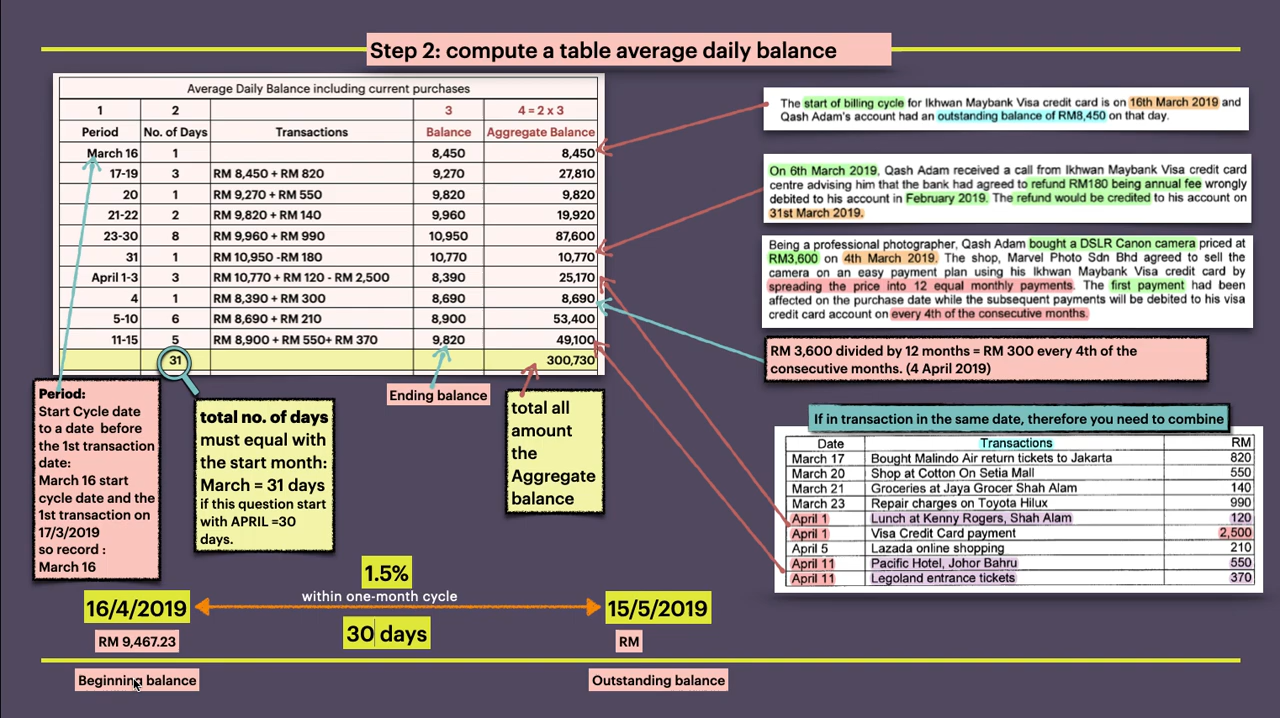 Step 2: compute a table average daily balance
Average Daily Balance including current purchases
1 2 3 4 = 2 x 3
Period No. of Days Transactions Balance Aggregate Balance
March 16 1 8,450 8,450
17-19 3 RM 8,450 + RM 820 9,270 27,810
20 1 RM 9,270 + RM 550 9,820 9,820
21-22 2 RM 9,820 + RM 140 9,960 19,920
23-30 8 RM 9,960 + RM 990 10,950 87,600
31 1 RM 10,950 -RM 180 10,770 10,770
April 1-3 3 RM 10,770 + RM 120 - RM 2,500 8,390 25,170
4 1 RM 8,390 + RM 300 8,690 8,690
5-10 6 RM 8,690 + RM 210 8,900 53,400
11-15 5 RM 8,900 + RM 550+ RM 370 9,820 49,100
31 300,730
Period:
Start Cycle date
to a date before
the 1st transaction
date:
March 16 start
cycle date and the
1st transaction on
17/3/2019
so record :
March 16
total no. of days
must equal with
the start month:
March = 31 days
if this question start
with APRIL =30
days.
Ending balance
total all
amount
the
Aggregate
balance
The start of billing cycle for Ikhwan Maybank Visa credit card is on 16th March 2019 and
Qash Adam's account had an outstanding balance of RM8,450 on that day.
On 6th March 2019, Qash Adam received a call from Ikhwan Maybank Visa credit card
centre advising him that the bank had agreed to refund RM180 being annual fee wrongly
debited to his account in February 2019. The refund would be credited to his account on
31st March 2019.
Being a professional photographer, Qash Adam bought a DSLR Canon camera priced at
RM3,600 on 4th March 2019. The shop, Marvel Photo Sdn Bhd agreed to sell the
camera on an easy payment plan using his Ikhwan Maybank Visa credit card by
spreading the price into 12 equal monthly payments. The first payment had been
affected on the purchase date while the subsequent payments will be debited to his visa
credit card account on every 4th of the consecutive months.
RM 3,600 divided by 12 months = RM 300 every 4th of the
consecutive months. (4 April 2019)
If in transaction in the same date, therefore you need to combine
Date Transactions RM
March 17 Bought Malindo Air return tickets to Jakarta 820
March 20 Shop at Cotton On Setia Mall 550
March 21 Groceries at Jaya Grocer Shah Alam 140
March 23 Repair charges on Toyota Hilux 990
April 1 Lunch at Kenny Rogers, Shah Alam 120
April 1 Visa Credit Card payment 2,500
April 5 Lazada online shopping 210
April 11 Pacific Hotel, Johor Bahru 550
April 11 Legoland entrance tickets 370
1.5%
within one-month cycle
16/4/2019 15/5/2019
30 days
RM 9,467.23 RM
Beginning balance Outstanding balance